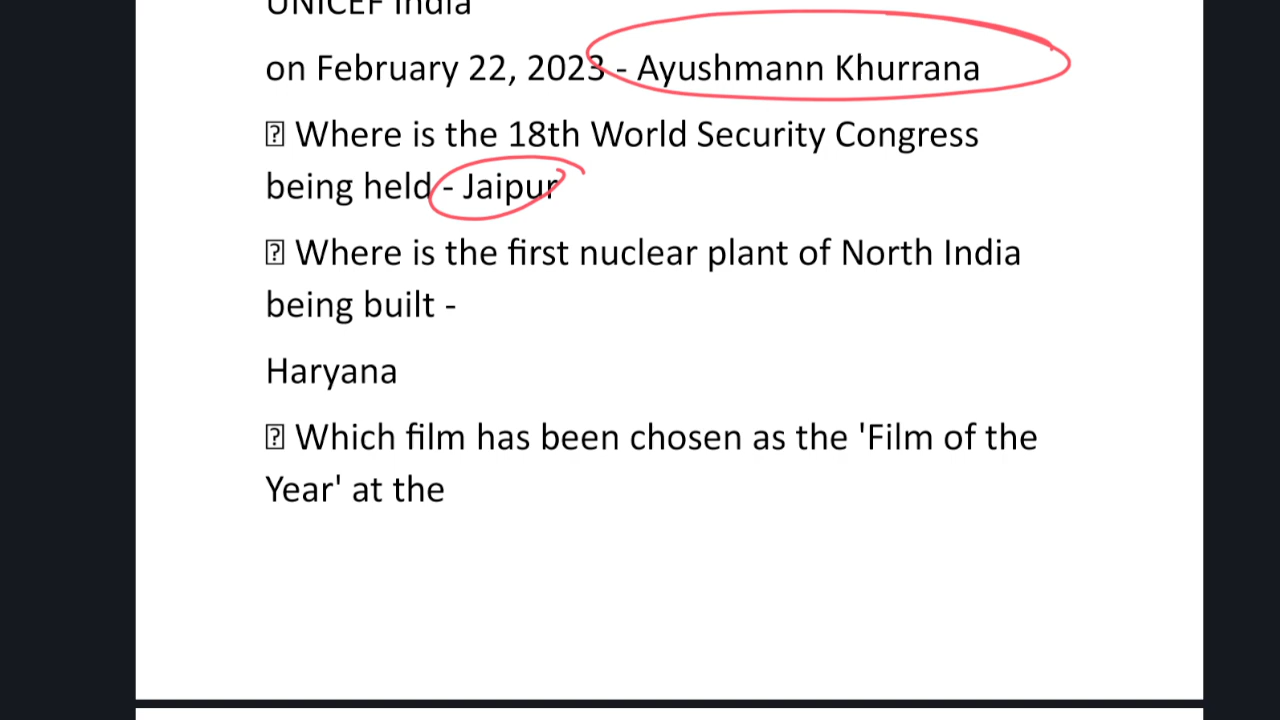 UNICEF India
on February 22, 2023 - Ayushmann Khurrana
⍰ Where is the 18th World Security Congress
being held - Jaipur
⍰ Where is the first nuclear plant of North India
being built -
Haryana
⍰ Which film has been chosen as the 'Film of the
Year' at the